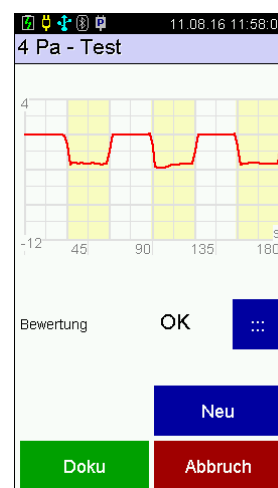 11.08.16 11:58:0
4 Pa - Test
4
-12 45 90 135 180
s
Bewertung OK :::
Neu
Doku Abbruch